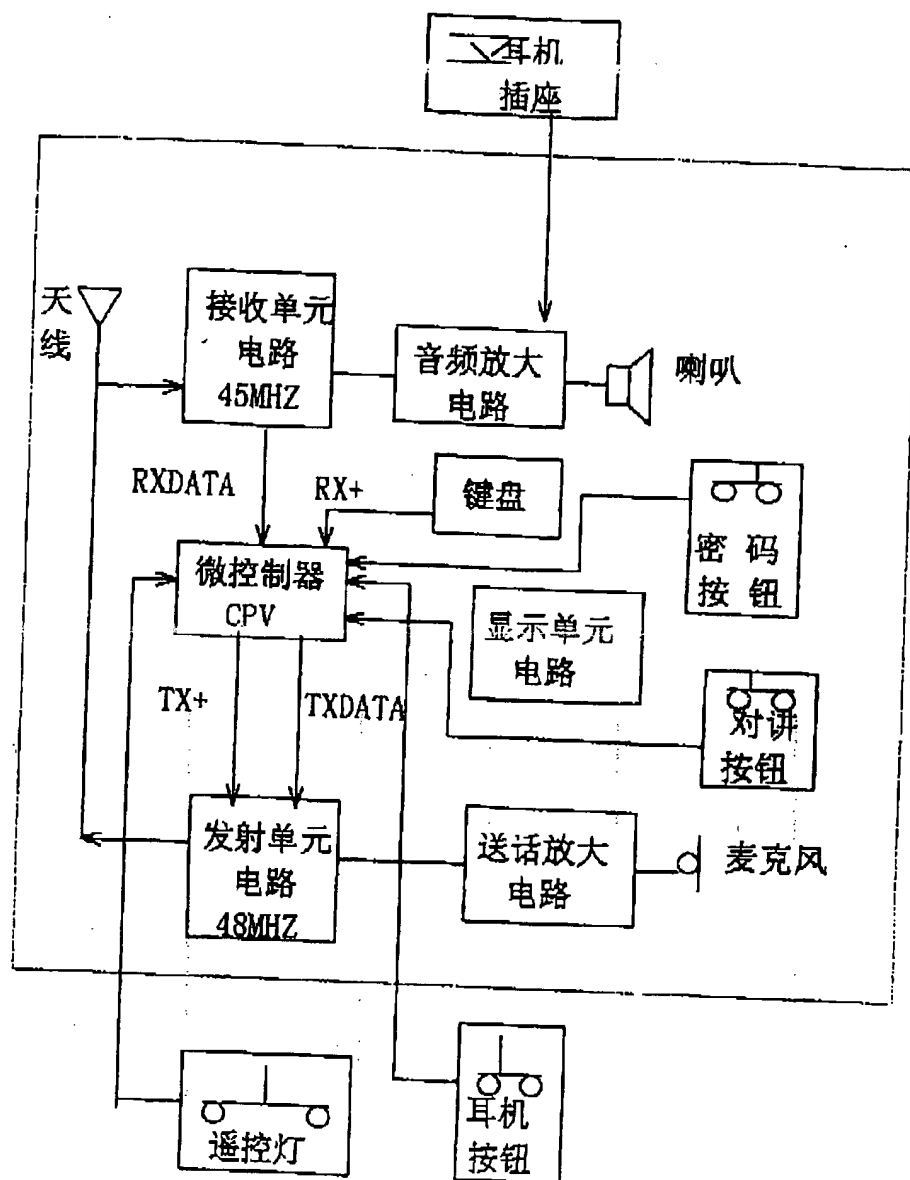 耳机
插座
天
线
接收单元
电路
45MHZ
音频放大
电路
喇叭
RXDATA
RX+
键盘
密 码
按 钮
微控制器
CPV
显示单元
电路
对讲
按钮
TX+
TXDATA
发射单元
电路
48MHZ
送话放大
电路
麦克风
遥控灯
耳机
按钮